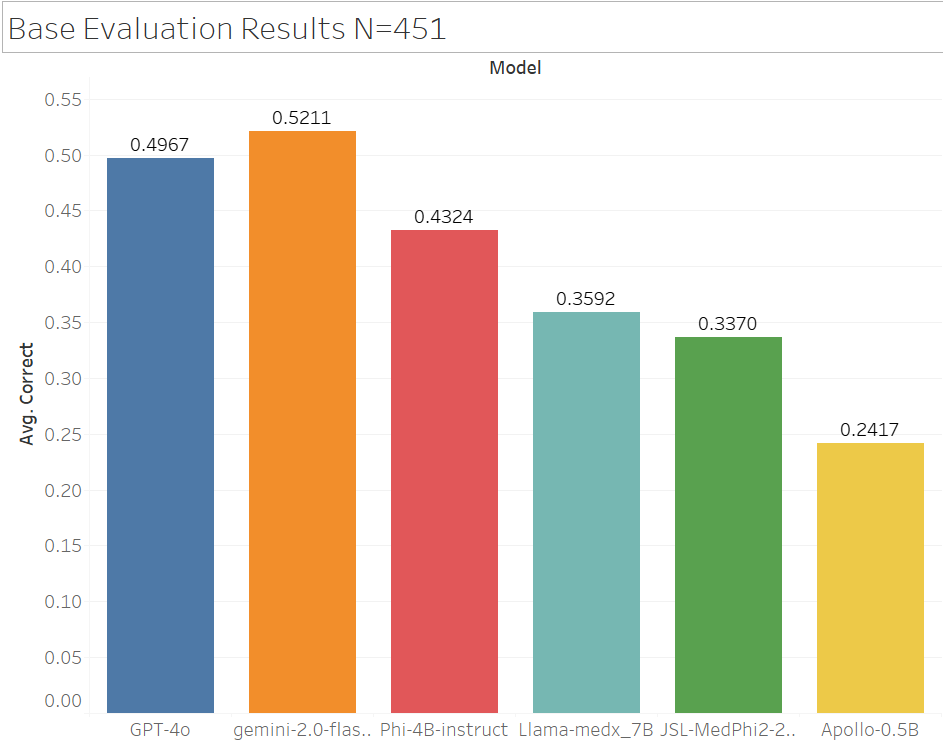 Base Evaluation Results N=451
Model
Avg. Correct
0.55
0.50
0.45
0.40
0.35
0.30
0.25
0.20
0.15
0.10
0.05
0.00
0.4967
0.5211
0.4324
0.3592
0.3370
0.2417
GPT-4o
gemini-2.0-flas..
Phi-4B-instruct
Llama-medx_7B
JSL-MedPhi2-2..
Apollo-0.5B